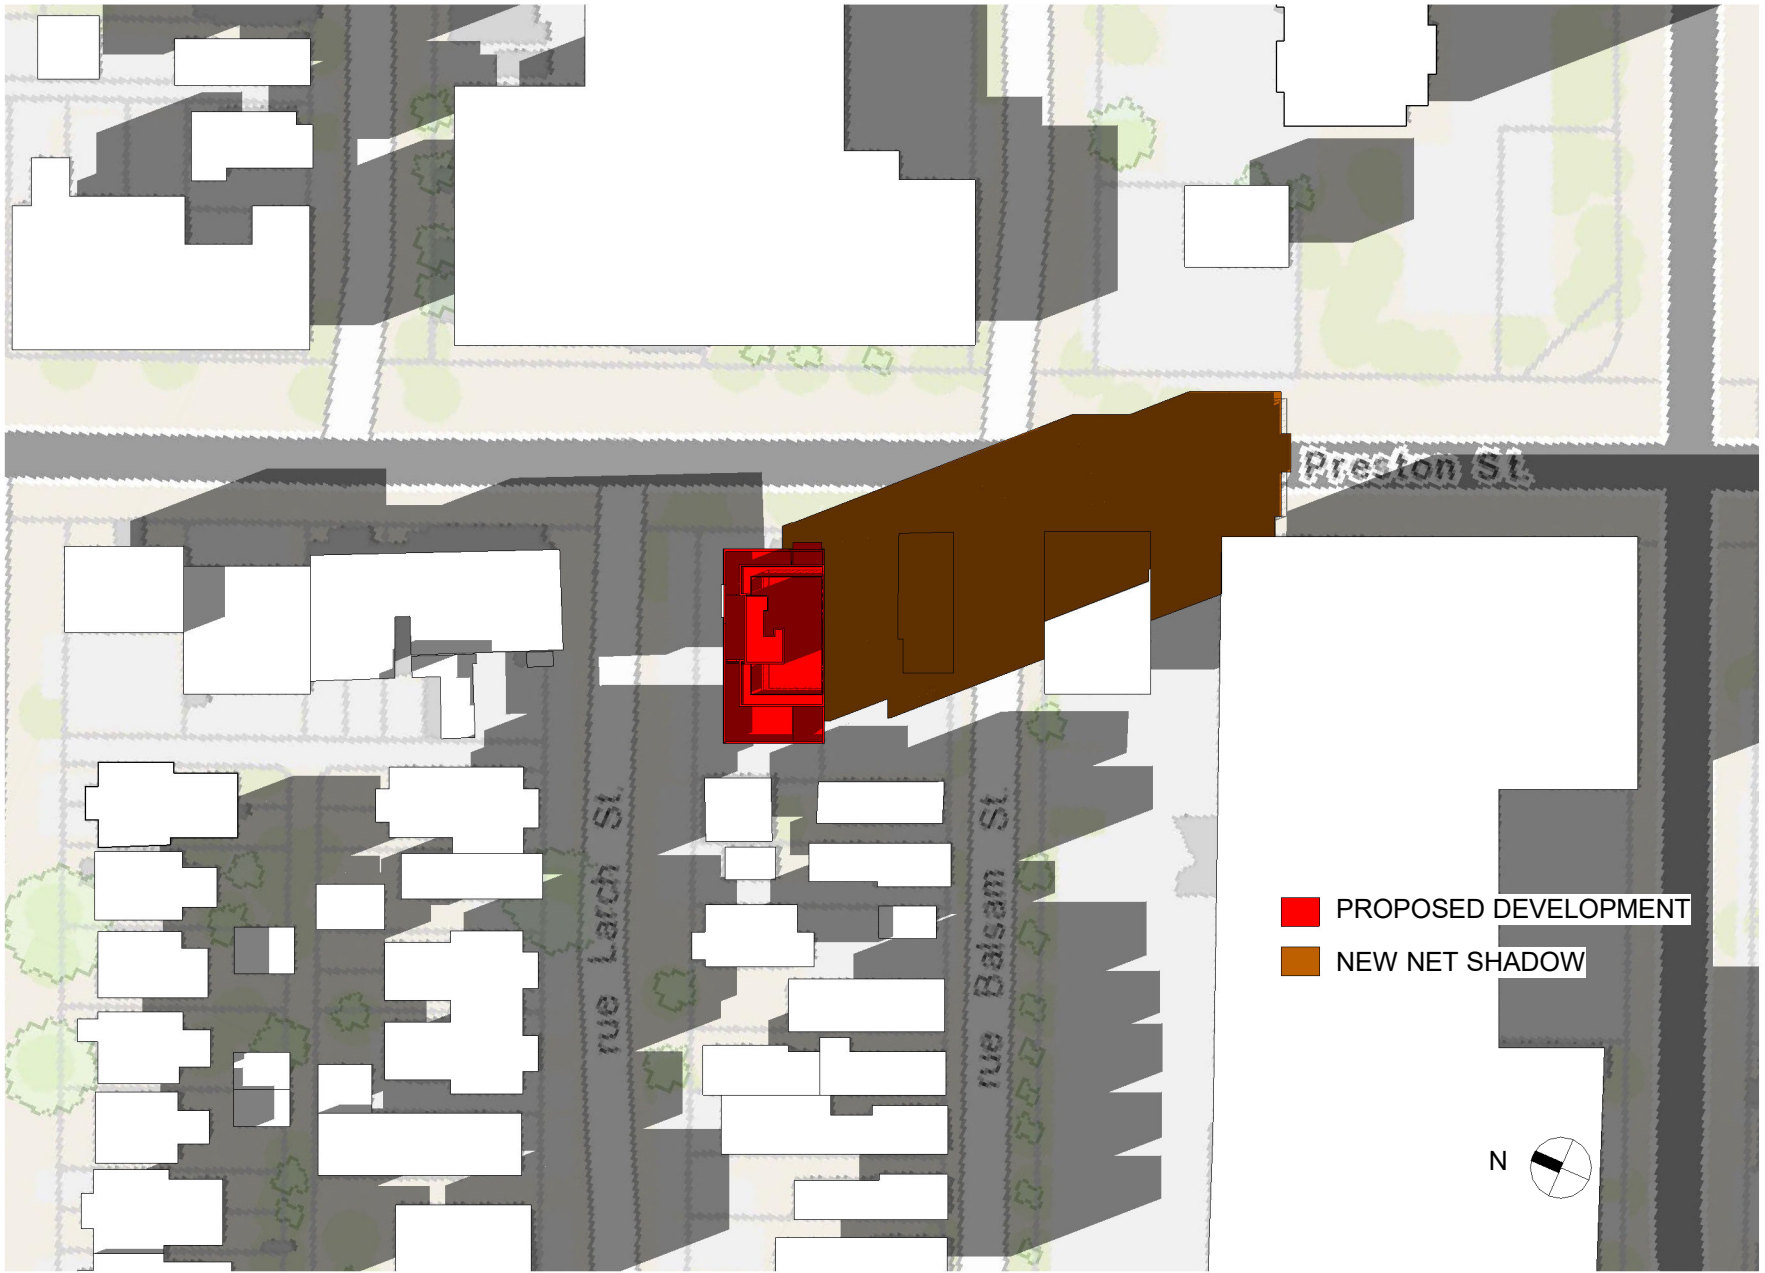 Preston St.
rue Larch St.
rue Balsam St.
PROPOSED DEVELOPMENT
NEW NET SHADOW
N